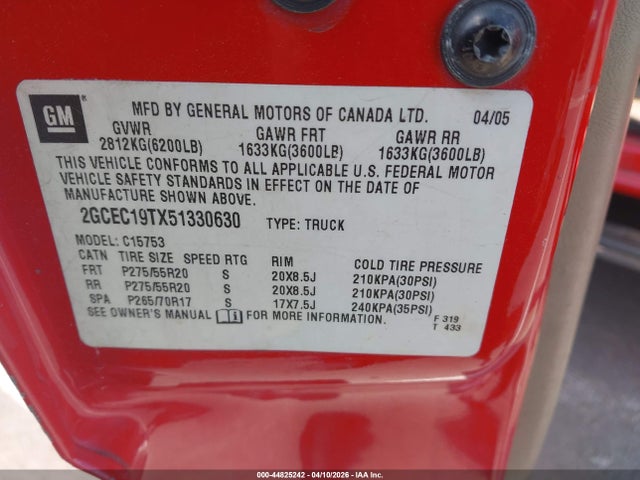 GM
MFD BY GENERAL MOTORS OF CANADA LTD. 04/05
GVWR GAWR FRT GAWR RR
2812KG(6200LB) 1633KG(3600LB) 1633KG(3600LB)
THIS VEHICLE CONFORMS TO ALL APPLICABLE U.S. FEDERAL MOTOR
VEHICLE SAFETY STANDARDS IN EFFECT ON THE DATE OF
MANUFACTURE SHOWN ABOVE.
2GCEC19TX51330630 TYPE: TRUCK
MODEL: C15753
CATN TIRE SIZE SPEED RTG RIM COLD TIRE PRESSURE
FRT P275/55R20 S 20X8.5J 210KPA(30PSI)
RR P275/55R20 S 20X8.5J 210KPA(30PSI)
SPA P265/70R17 S 17X7.5J 240KPA(35PSI)
SEE OWNER'S MANUAL FOR MORE INFORMATION. F 319
T 433
000-44825242 - 04/10/2026 - IAA Inc.